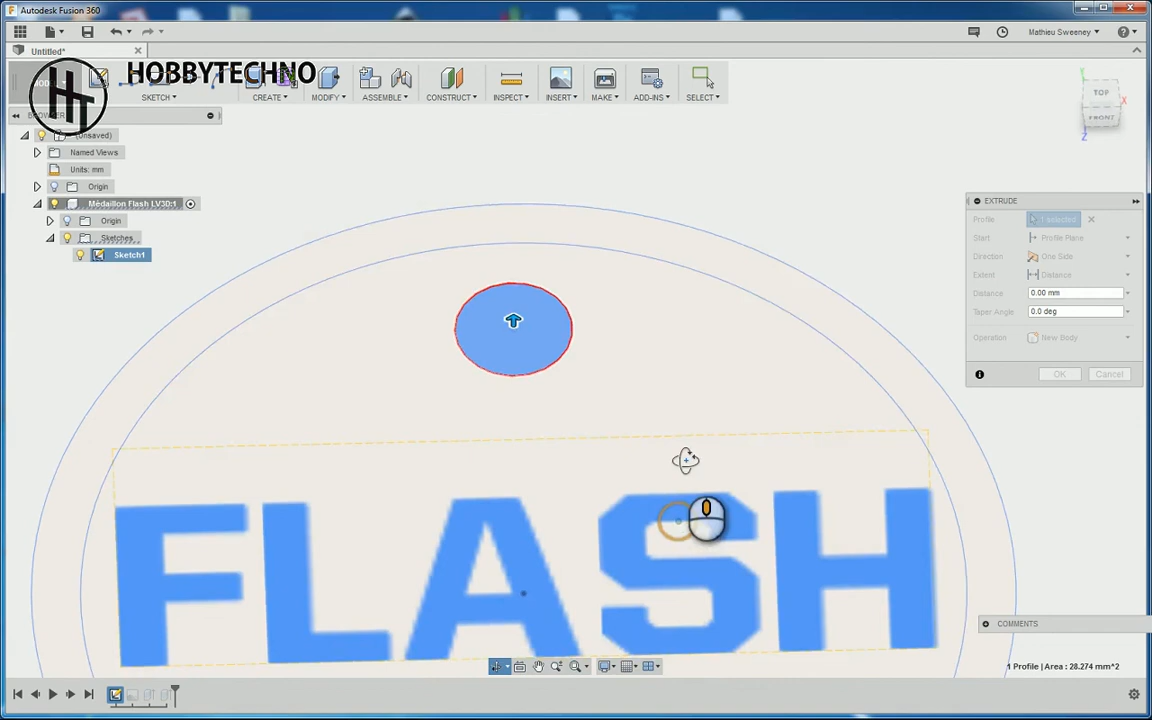 Autodesk Fusion 360
Mathieu Sweeney
Untitled*
HOBBYTECHNO
HT
SKETCH
CREATE
MODIFY
ASSEMBLE
CONSTRUCT
INSPECT
INSERT
MAKE
ADD-INS
SELECT
TOP
FRONT
X
Y
Z
(Unsaved)
Named Views
Units: mm
Origin
Médaillon Flash LV3D:1
Origin
Sketches
Sketch1
EXTRUDE
Profile 1 selected
Start Profile Plane
Direction One Side
Extent Distance
Distance 0.00 mm
Taper Angle 0.0 deg
Operation New Body
OK Cancel
FLASH
COMMENTS
1 Profile | Area : 28.274 mm^2